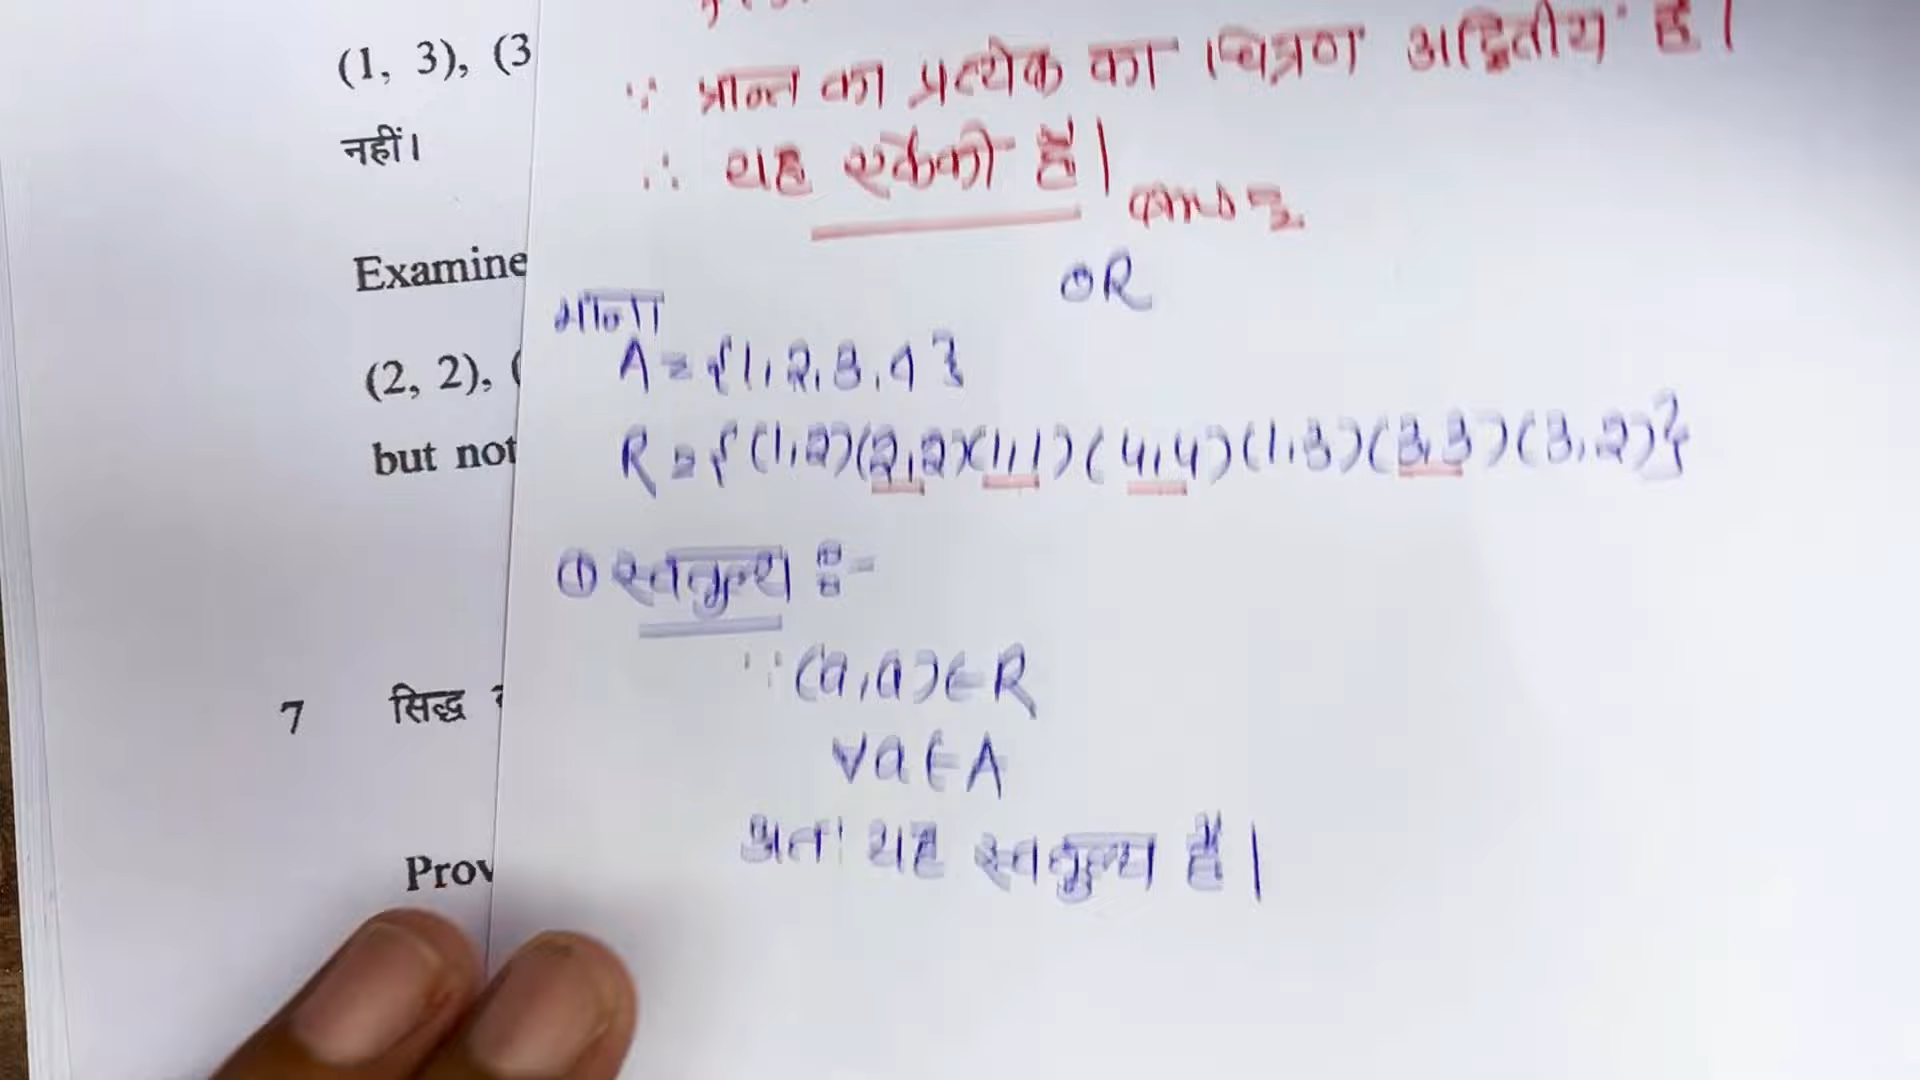 (1, 3), (3
नहीं।
Examine
(2, 2), (
but not
7 सिद्ध
Prov
∵ प्रान्त का प्रत्येक का चित्रण अद्वितीय है।
∴ यह एकैकी है। ans
OR
माना
A = {1,2,3,4}
R = {(1,2)(2,2)(1,1)(4,4)(1,3)(3,3)(3,2)}
① स्वतुल्य :-
∵ (a,a)∈R
∀a∈A
अतः यह स्वतुल्य है।